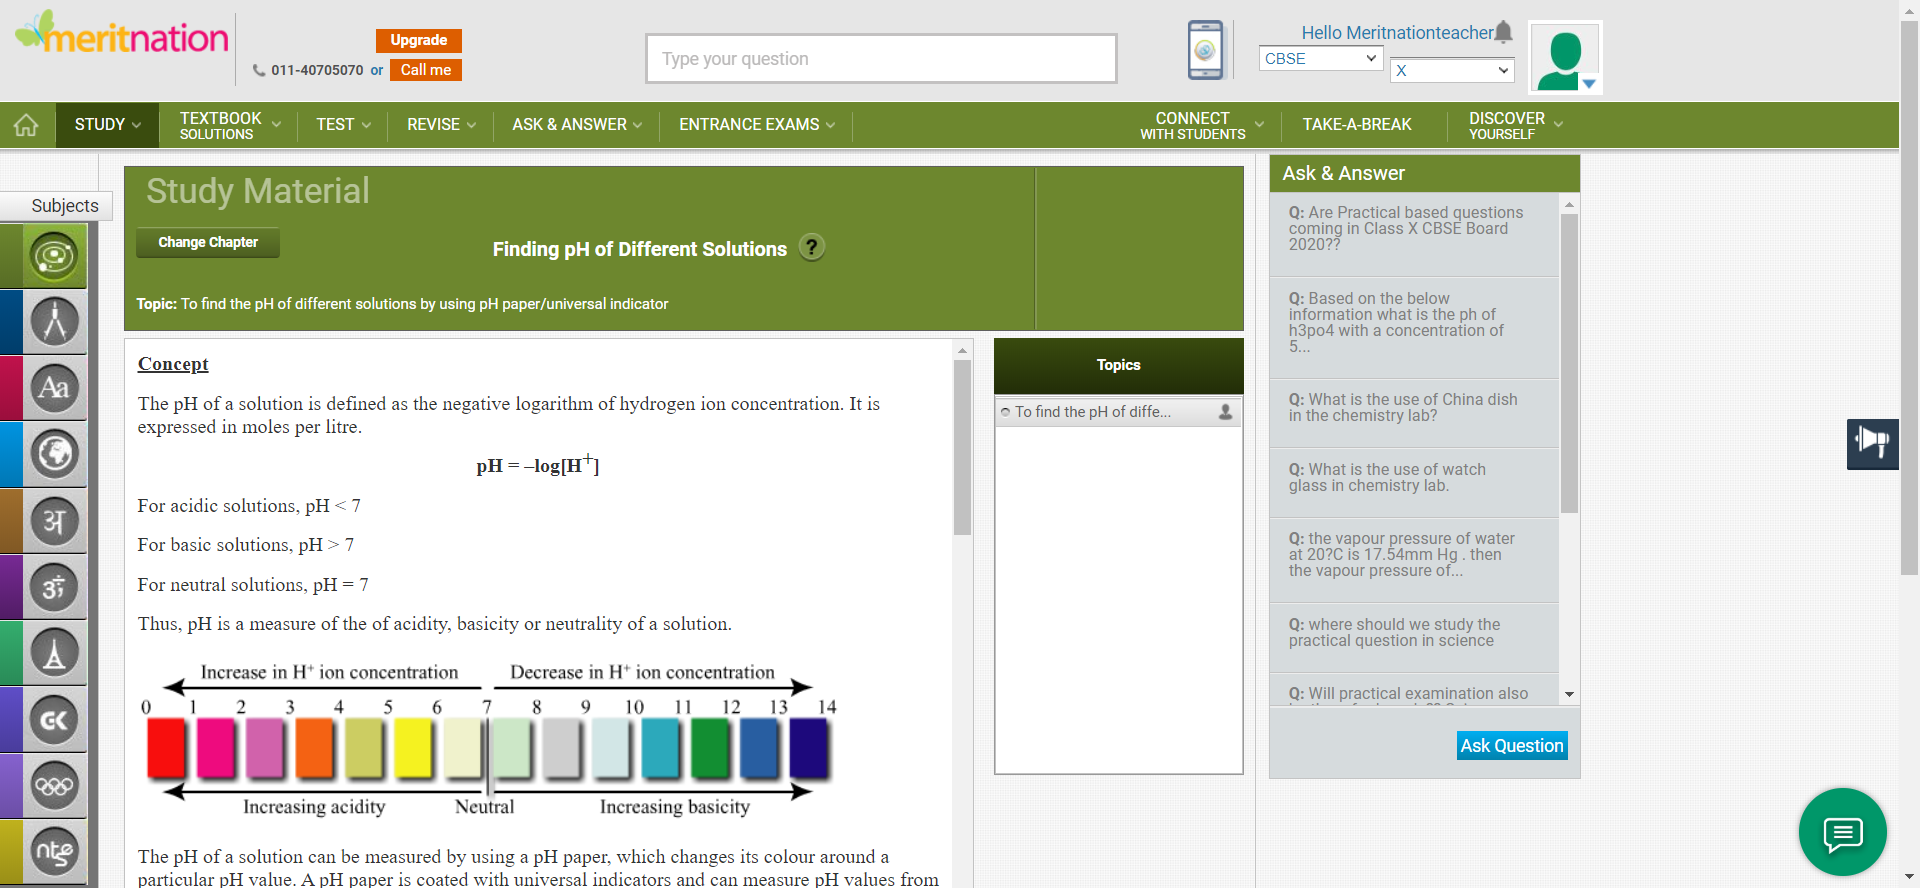 meritnation
Upgrade
011-40705070 or Call me
Type your question
Hello Meritnationteacher
CBSE
X
STUDY
TEXTBOOK
SOLUTIONS
TEST
REVISE
ASK & ANSWER
ENTRANCE EXAMS
CONNECT
WITH STUDENTS
TAKE-A-BREAK
DISCOVER
YOURSELF
Subjects
Aa
अ
GK
ntse
Study Material
Change Chapter
Finding pH of Different Solutions ?
Topic: To find the pH of different solutions by using pH paper/universal indicator
Concept
The pH of a solution is defined as the negative logarithm of hydrogen ion concentration. It is
expressed in moles per litre.
pH = –log[H+]
For acidic solutions, pH < 7
For basic solutions, pH > 7
For neutral solutions, pH = 7
Thus, pH is a measure of the of acidity, basicity or neutrality of a solution.
Increase in H+ ion concentration Decrease in H+ ion concentration
0 1 2 3 4 5 6 7 8 9 10 11 12 13 14
Increasing acidity Neutral Increasing basicity
The pH of a solution can be measured by using a pH paper, which changes its colour around a
particular pH value. A pH paper is coated with universal indicators and can measure pH values from
Topics
To find the pH of diffe...
Ask & Answer
Q: Are Practical based questions
coming in Class X CBSE Board
2020??
Q: Based on the below
information what is the ph of
h3po4 with a concentration of
5...
Q: What is the use of China dish
in the chemistry lab?
Q: What is the use of watch
glass in chemistry lab.
Q: the vapour pressure of water
at 20?C is 17.54mm Hg . then
the vapour pressure of...
Q: where should we study the
practical question in science
Q: Will practical examination also
Ask Question